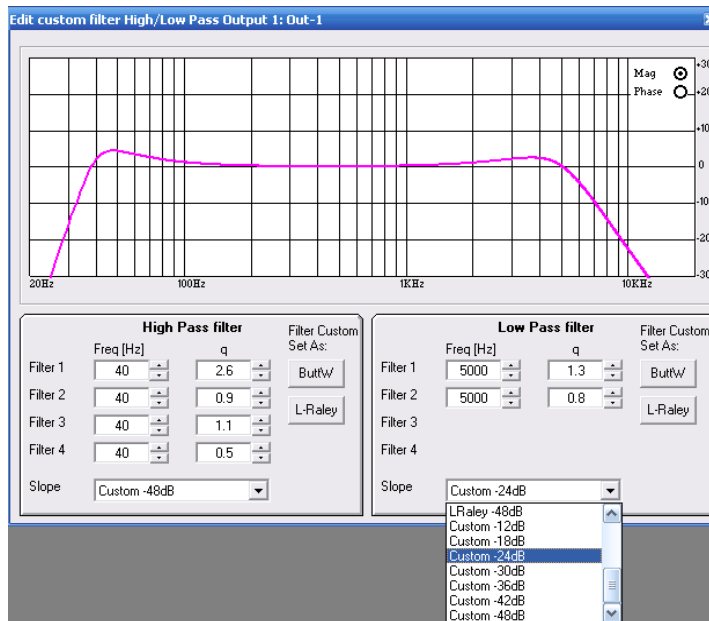 Edit custom filter High/Low Pass Output 1: Out-1
Mag
Phase
+30
+20
+10
0
-10
-20
-30
20Hz 100Hz 1KHz 10KHz
High Pass filter
Filter Custom
Set As:
Freq [Hz] q
Filter 1 40 2.6 ButtW
Filter 2 40 0.9
L-Raley
Filter 3 40 1.1
Filter 4 40 0.5
Slope Custom -48dB
Low Pass filter
Filter Custom
Set As:
Freq [Hz] q
Filter 1 5000 1.3 ButtW
Filter 2 5000 0.8
L-Raley
Filter 3
Filter 4
Slope Custom -24dB
LRaley -48dB
Custom -12dB
Custom -18dB
Custom -24dB
Custom -30dB
Custom -36dB
Custom -42dB
Custom -48dB